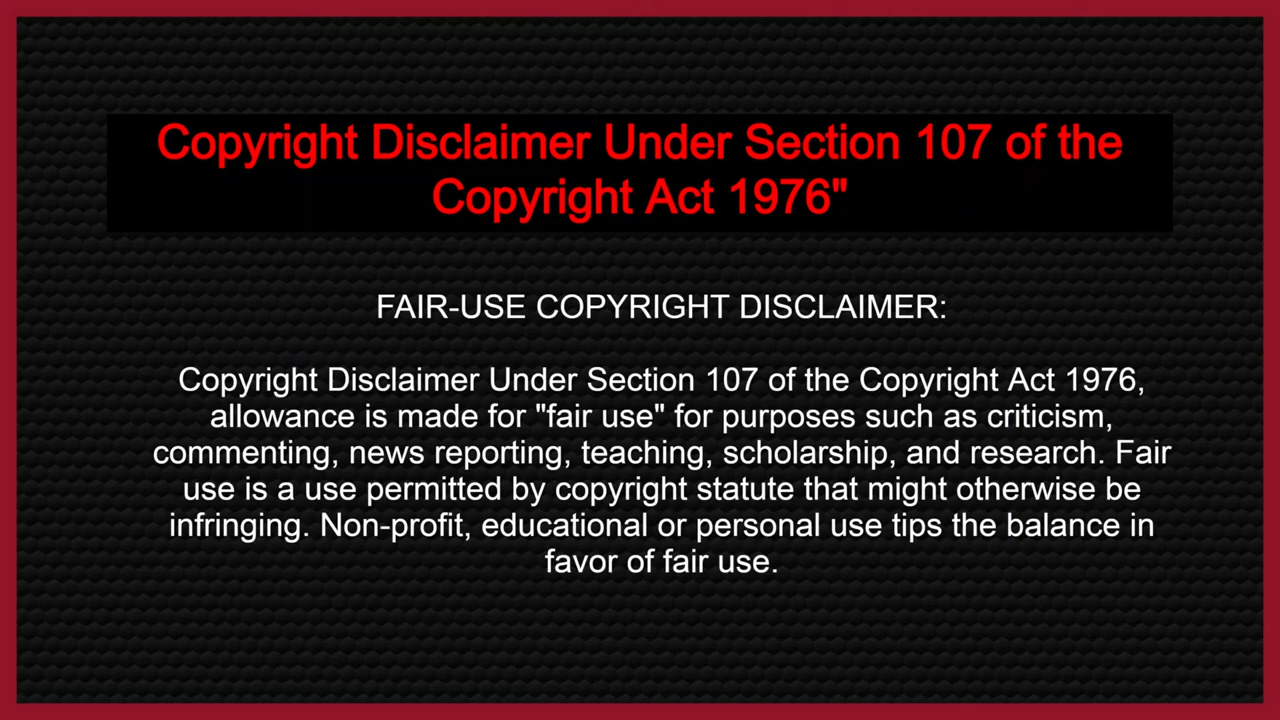 Copyright Disclaimer Under Section 107 of the
Copyright Act 1976"
FAIR-USE COPYRIGHT DISCLAIMER:
Copyright Disclaimer Under Section 107 of the Copyright Act 1976,
allowance is made for "fair use" for purposes such as criticism,
commenting, news reporting, teaching, scholarship, and research. Fair
use is a use permitted by copyright statute that might otherwise be
infringing. Non-profit, educational or personal use tips the balance in
favor of fair use.